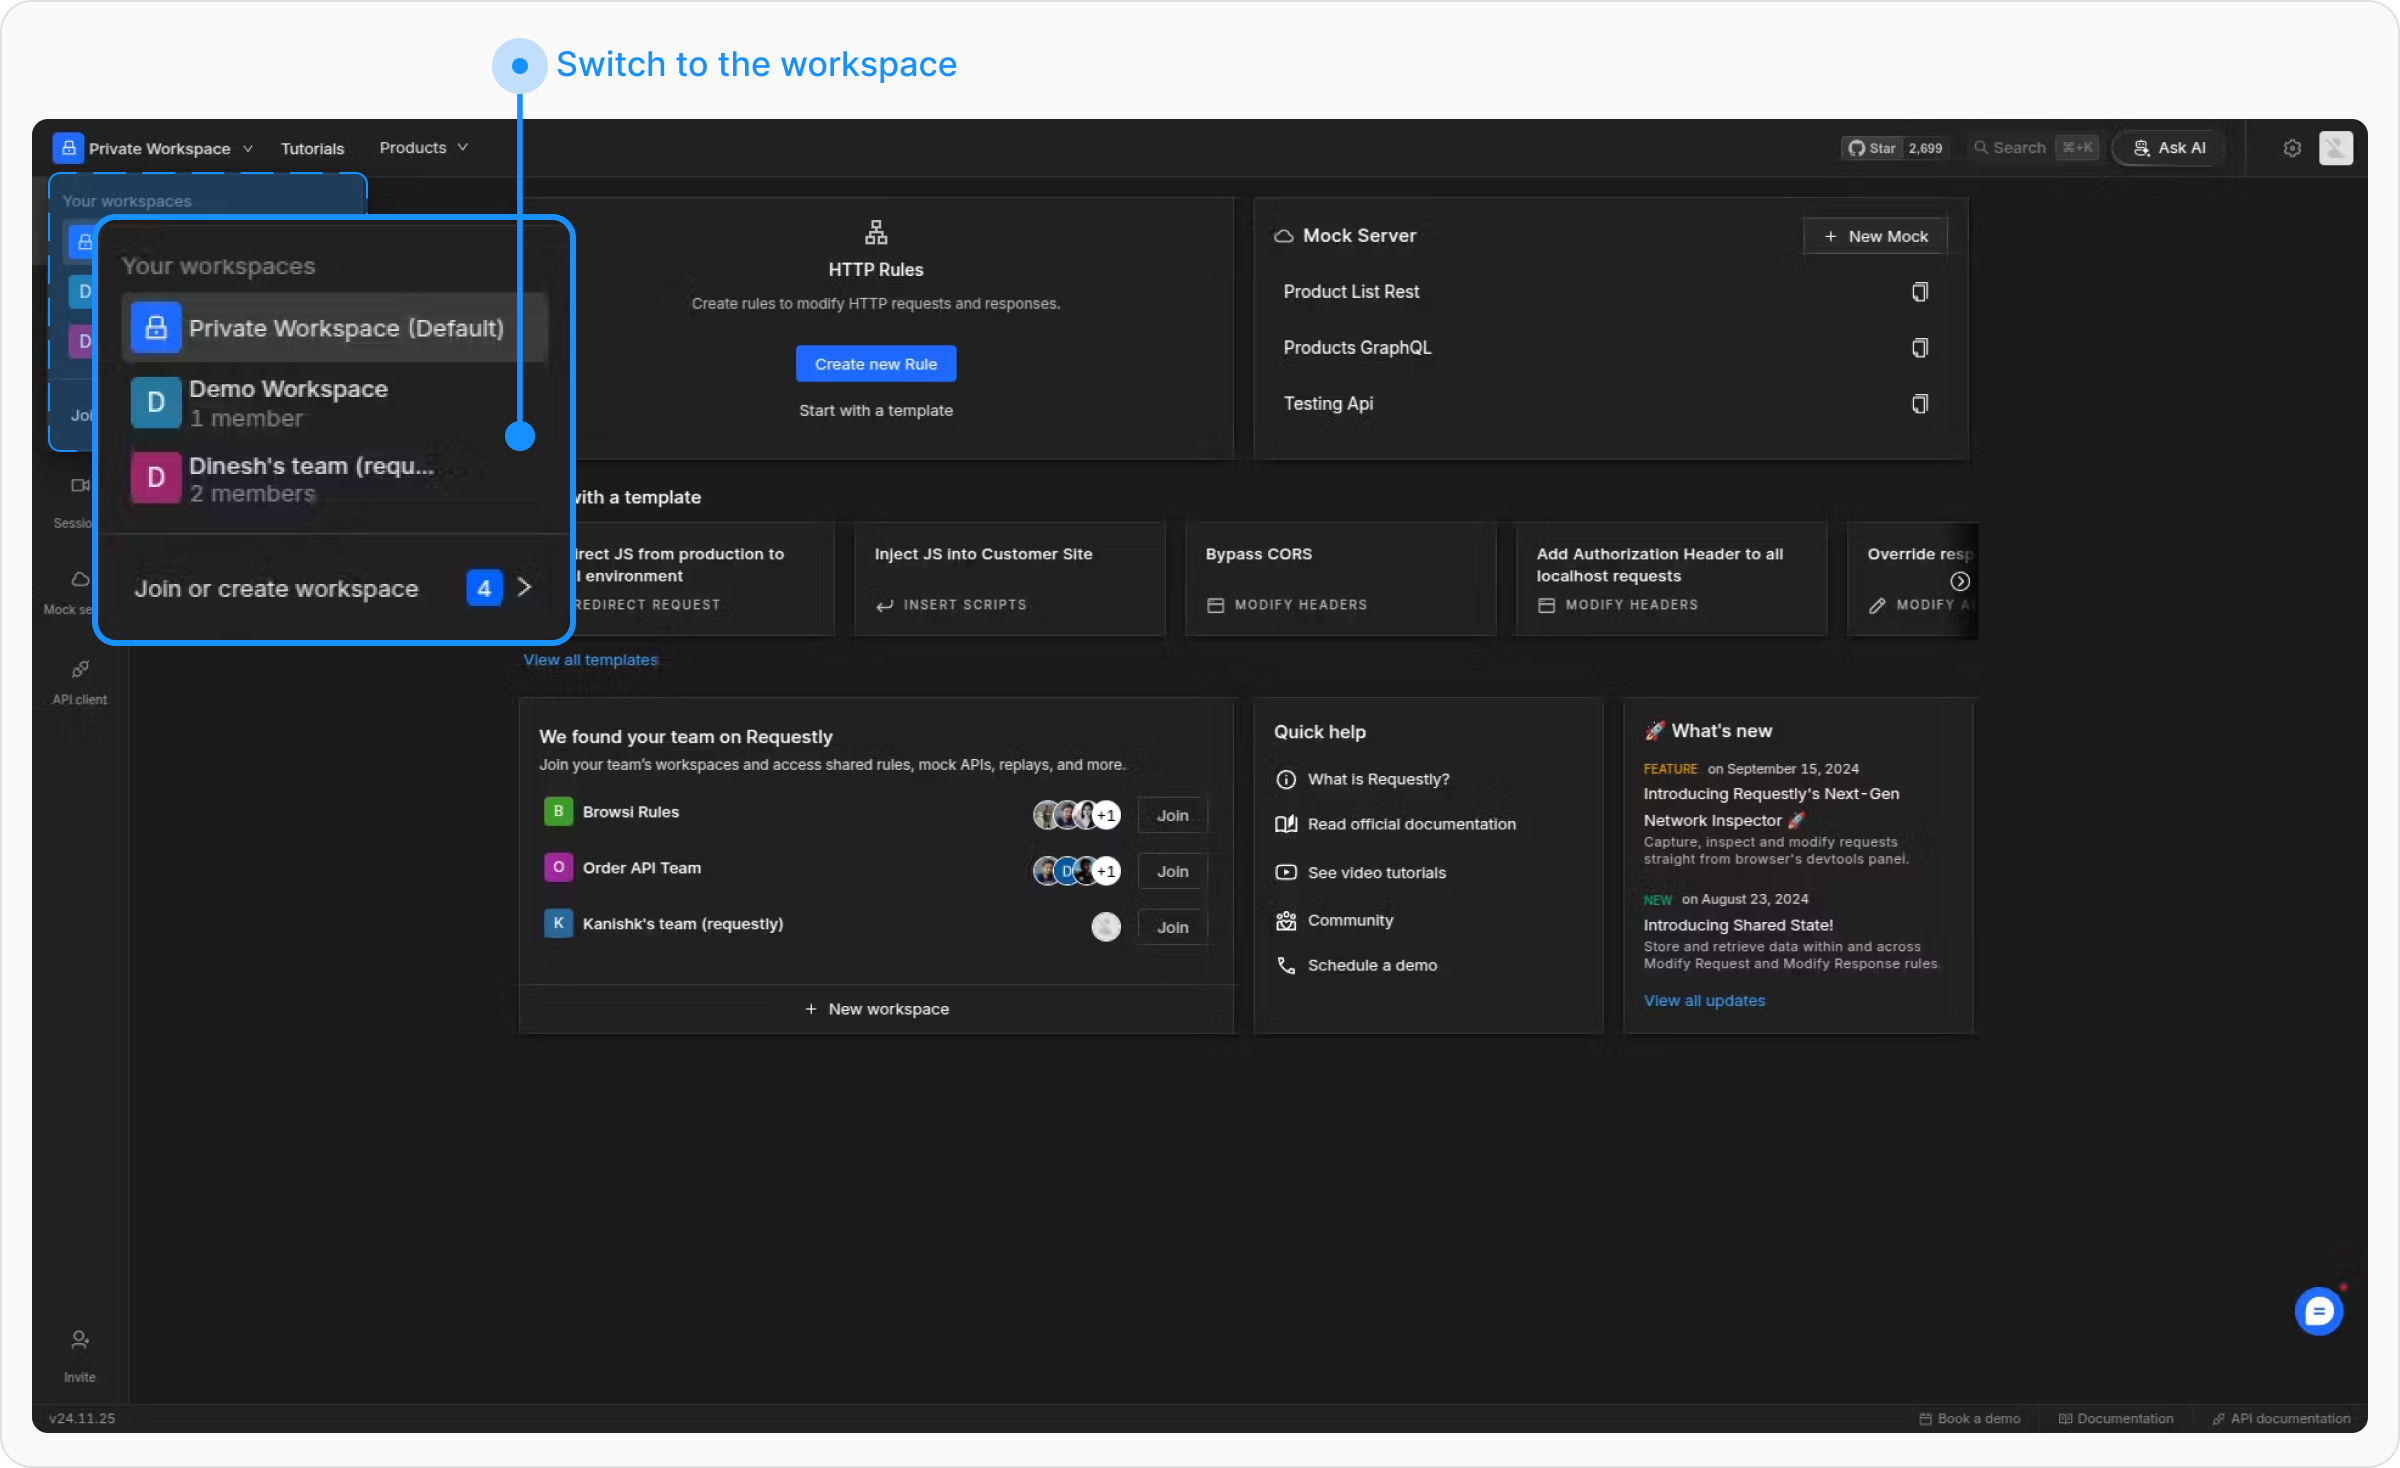 Switch to the workspace
Private Workspace
Tutorials
Products
Star 2,699
Search ⌘+K
Ask AI
Your workspaces
D
D
Joi
Your workspaces
Private Workspace (Default)
D
Demo Workspace
1 member
D
Dinesh's team (requ...
2 members
Join or create workspace 4
Sessio
Mock se
API client
Invite
v24.11.25
HTTP Rules
Create rules to modify HTTP requests and responses.
Create new Rule
Start with a template
Mock Server
+ New Mock
Product List Rest
Products GraphQL
Testing Api
with a template
irect JS from production to
l environment
REDIRECT REQUEST
Inject JS into Customer Site
INSERT SCRIPTS
Bypass CORS
MODIFY HEADERS
Add Authorization Header to all
localhost requests
MODIFY HEADERS
Override resp
MODIFY A
View all templates
We found your team on Requestly
Join your team's workspaces and access shared rules, mock APIs, replays, and more.
B Browsi Rules +1 Join
O Order API Team D +1 Join
K Kanishk's team (requestly) Join
+ New workspace
Quick help
What is Requestly?
Read official documentation
See video tutorials
Community
Schedule a demo
🚀 What's new
FEATURE on September 15, 2024
Introducing Requestly's Next-Gen
Network Inspector 🚀
Capture, inspect and modify requests
straight from browser's devtools panel.
NEW on August 23, 2024
Introducing Shared State!
Store and retrieve data within and across
Modify Request and Modify Response rules.
View all updates
Book a demo
Documentation
API documentation